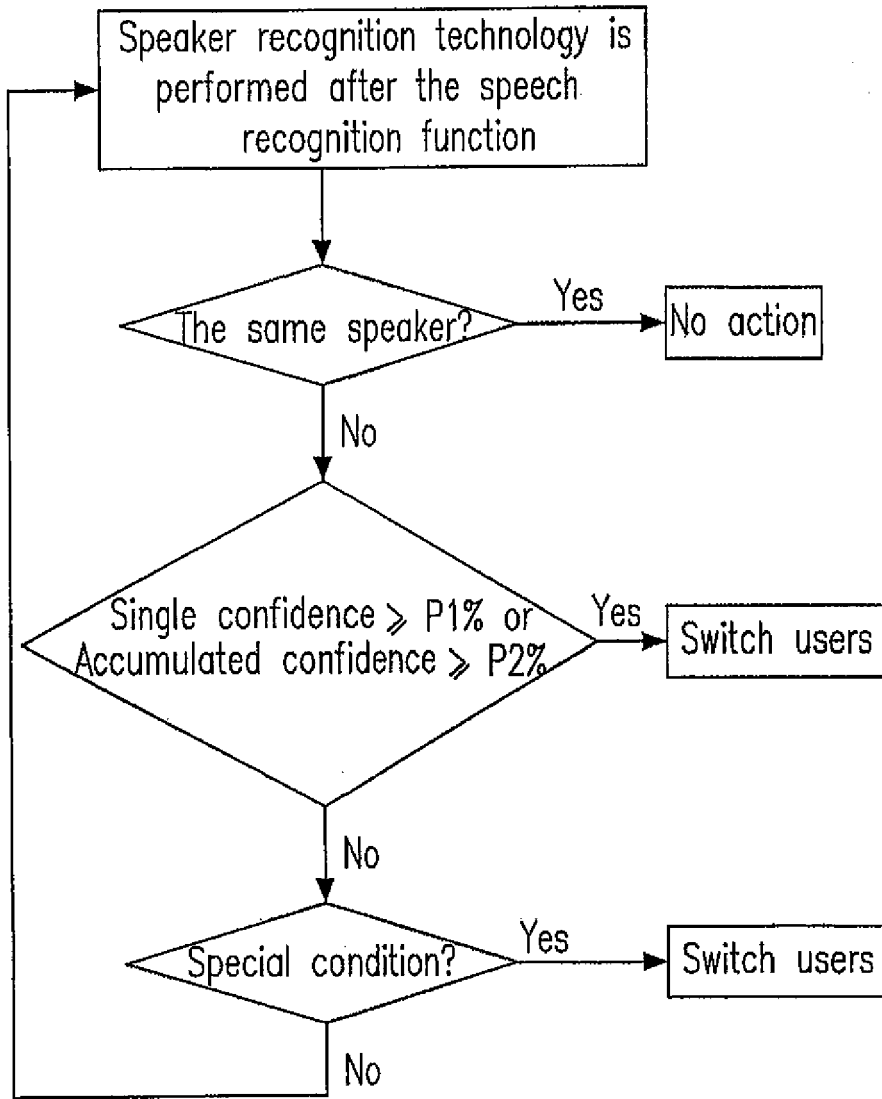 Speaker recognition technology is
performed after the speech
recognition function
The same speaker?
Yes
No action
No
Single confidence ⩾ P1% or
Accumulated confidence ⩾ P2%
Yes
Switch users
No
Special condition?
Yes
Switch users
No